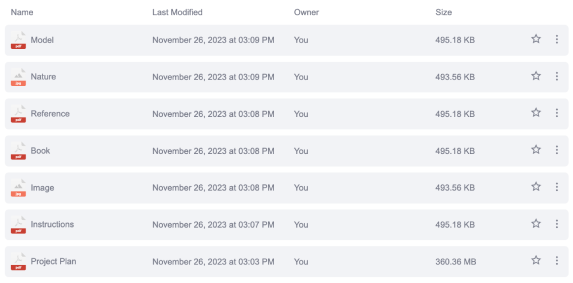 Name Last Modified Owner Size
pdf Model November 26, 2023 at 03:09 PM You 495.18 KB
jpg Nature November 26, 2023 at 03:09 PM You 493.56 KB
pdf Reference November 26, 2023 at 03:08 PM You 495.18 KB
pdf Book November 26, 2023 at 03:08 PM You 495.18 KB
jpg Image November 26, 2023 at 03:08 PM You 493.56 KB
pdf Instructions November 26, 2023 at 03:07 PM You 495.18 KB
pdf Project Plan November 26, 2023 at 03:03 PM You 360.36 MB